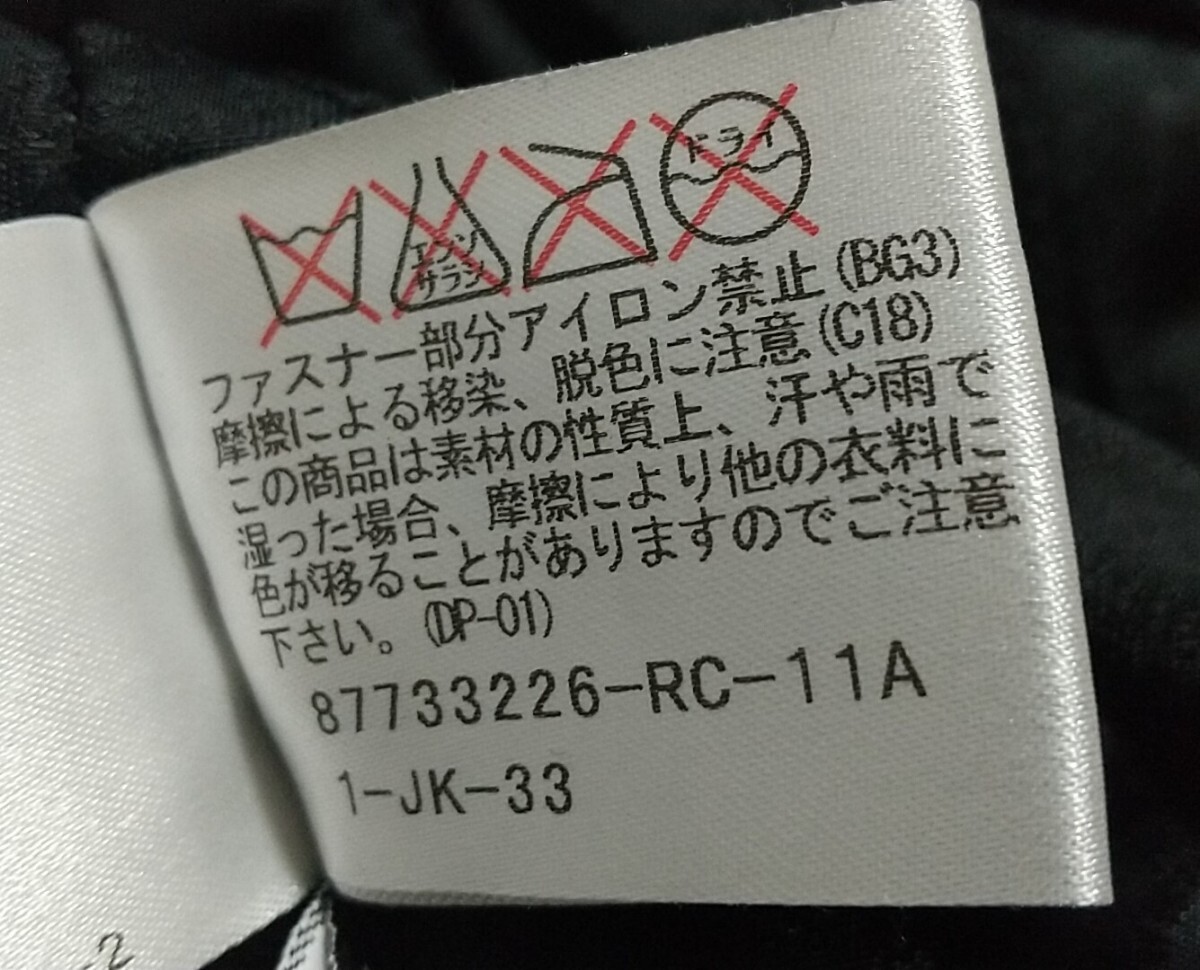 エンソ
サラシ
ドライ
ファスナー部分アイロン禁止(BG3)
摩擦による移染、脱色に注意(C18)
この商品は素材の性質上、汗や雨で
湿った場合、摩擦により他の衣料に
色が移ることがありますのでご注意
下さい。(DP-01)
87733226-RC-11A
1-JK-33
-2